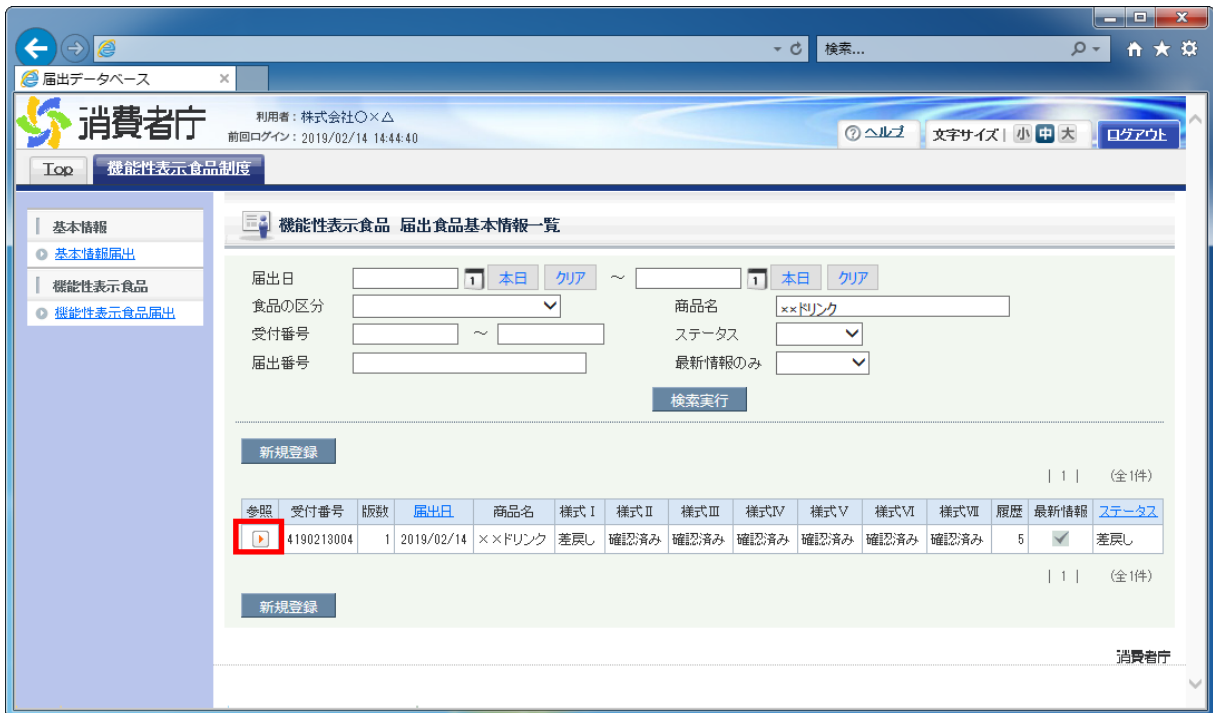 検索...
届出データベース
消費者庁
利用者：株式会社○×△
前回ログイン：2019/02/14 14:44:40
ヘルプ 文字サイズ | 小 中 大 ログアウト
Top 機能性表示食品制度
基本情報
基本情報届出
機能性表示食品
機能性表示食品届出
機能性表示食品 届出食品基本情報一覧
届出日 1 本日 クリア ～ 1 本日 クリア
食品の区分 商品名 ××ドリンク
受付番号 ～ ステータス
届出番号 最新情報のみ
検索実行
新規登録
| 1 | (全1件)
参照 受付番号 版数 届出日 商品名 様式Ⅰ 様式Ⅱ 様式Ⅲ 様式Ⅳ 様式Ⅴ 様式Ⅵ 様式Ⅶ 履歴 最新情報 ステータス
4190213004 1 2019/02/14 ××ドリンク 差戻し 確認済み 確認済み 確認済み 確認済み 確認済み 確認済み 5 差戻し
| 1 | (全1件)
新規登録
消費者庁